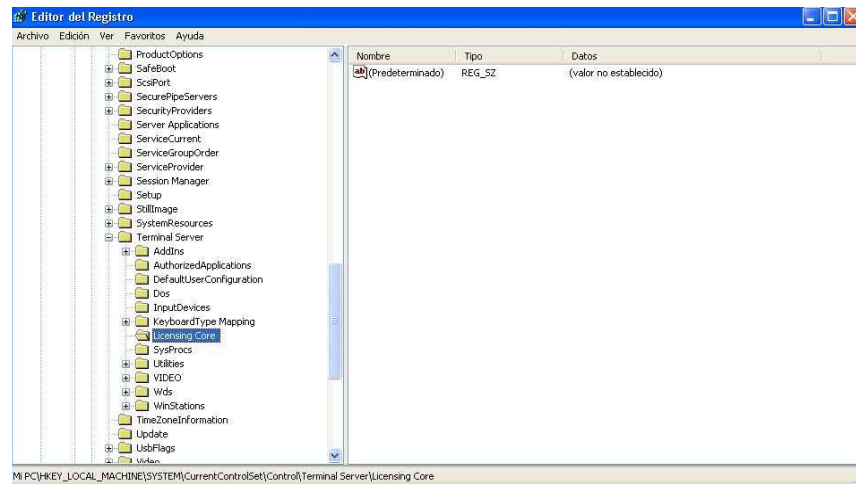 Editor del Registro
Archivo Edición Ver Favoritos Ayuda
ProductOptions
SafeBoot
ScsiPort
SecurePipeServers
SecurityProviders
Server Applications
ServiceCurrent
ServiceGroupOrder
ServiceProvider
Session Manager
Setup
StillImage
SystemResources
Terminal Server
AddIns
AuthorizedApplications
DefaultUserConfiguration
Dos
InputDevices
KeyboardType Mapping
Licensing Core
SysProcs
Utilities
VIDEO
Wds
WinStations
TimeZoneInformation
Update
UsbFlags
Video
Nombre Tipo Datos
ab (Predeterminado) REG_SZ (valor no establecido)
Mi PC\HKEY_LOCAL_MACHINE\SYSTEM\CurrentControlSet\Control\Terminal Server\Licensing Core